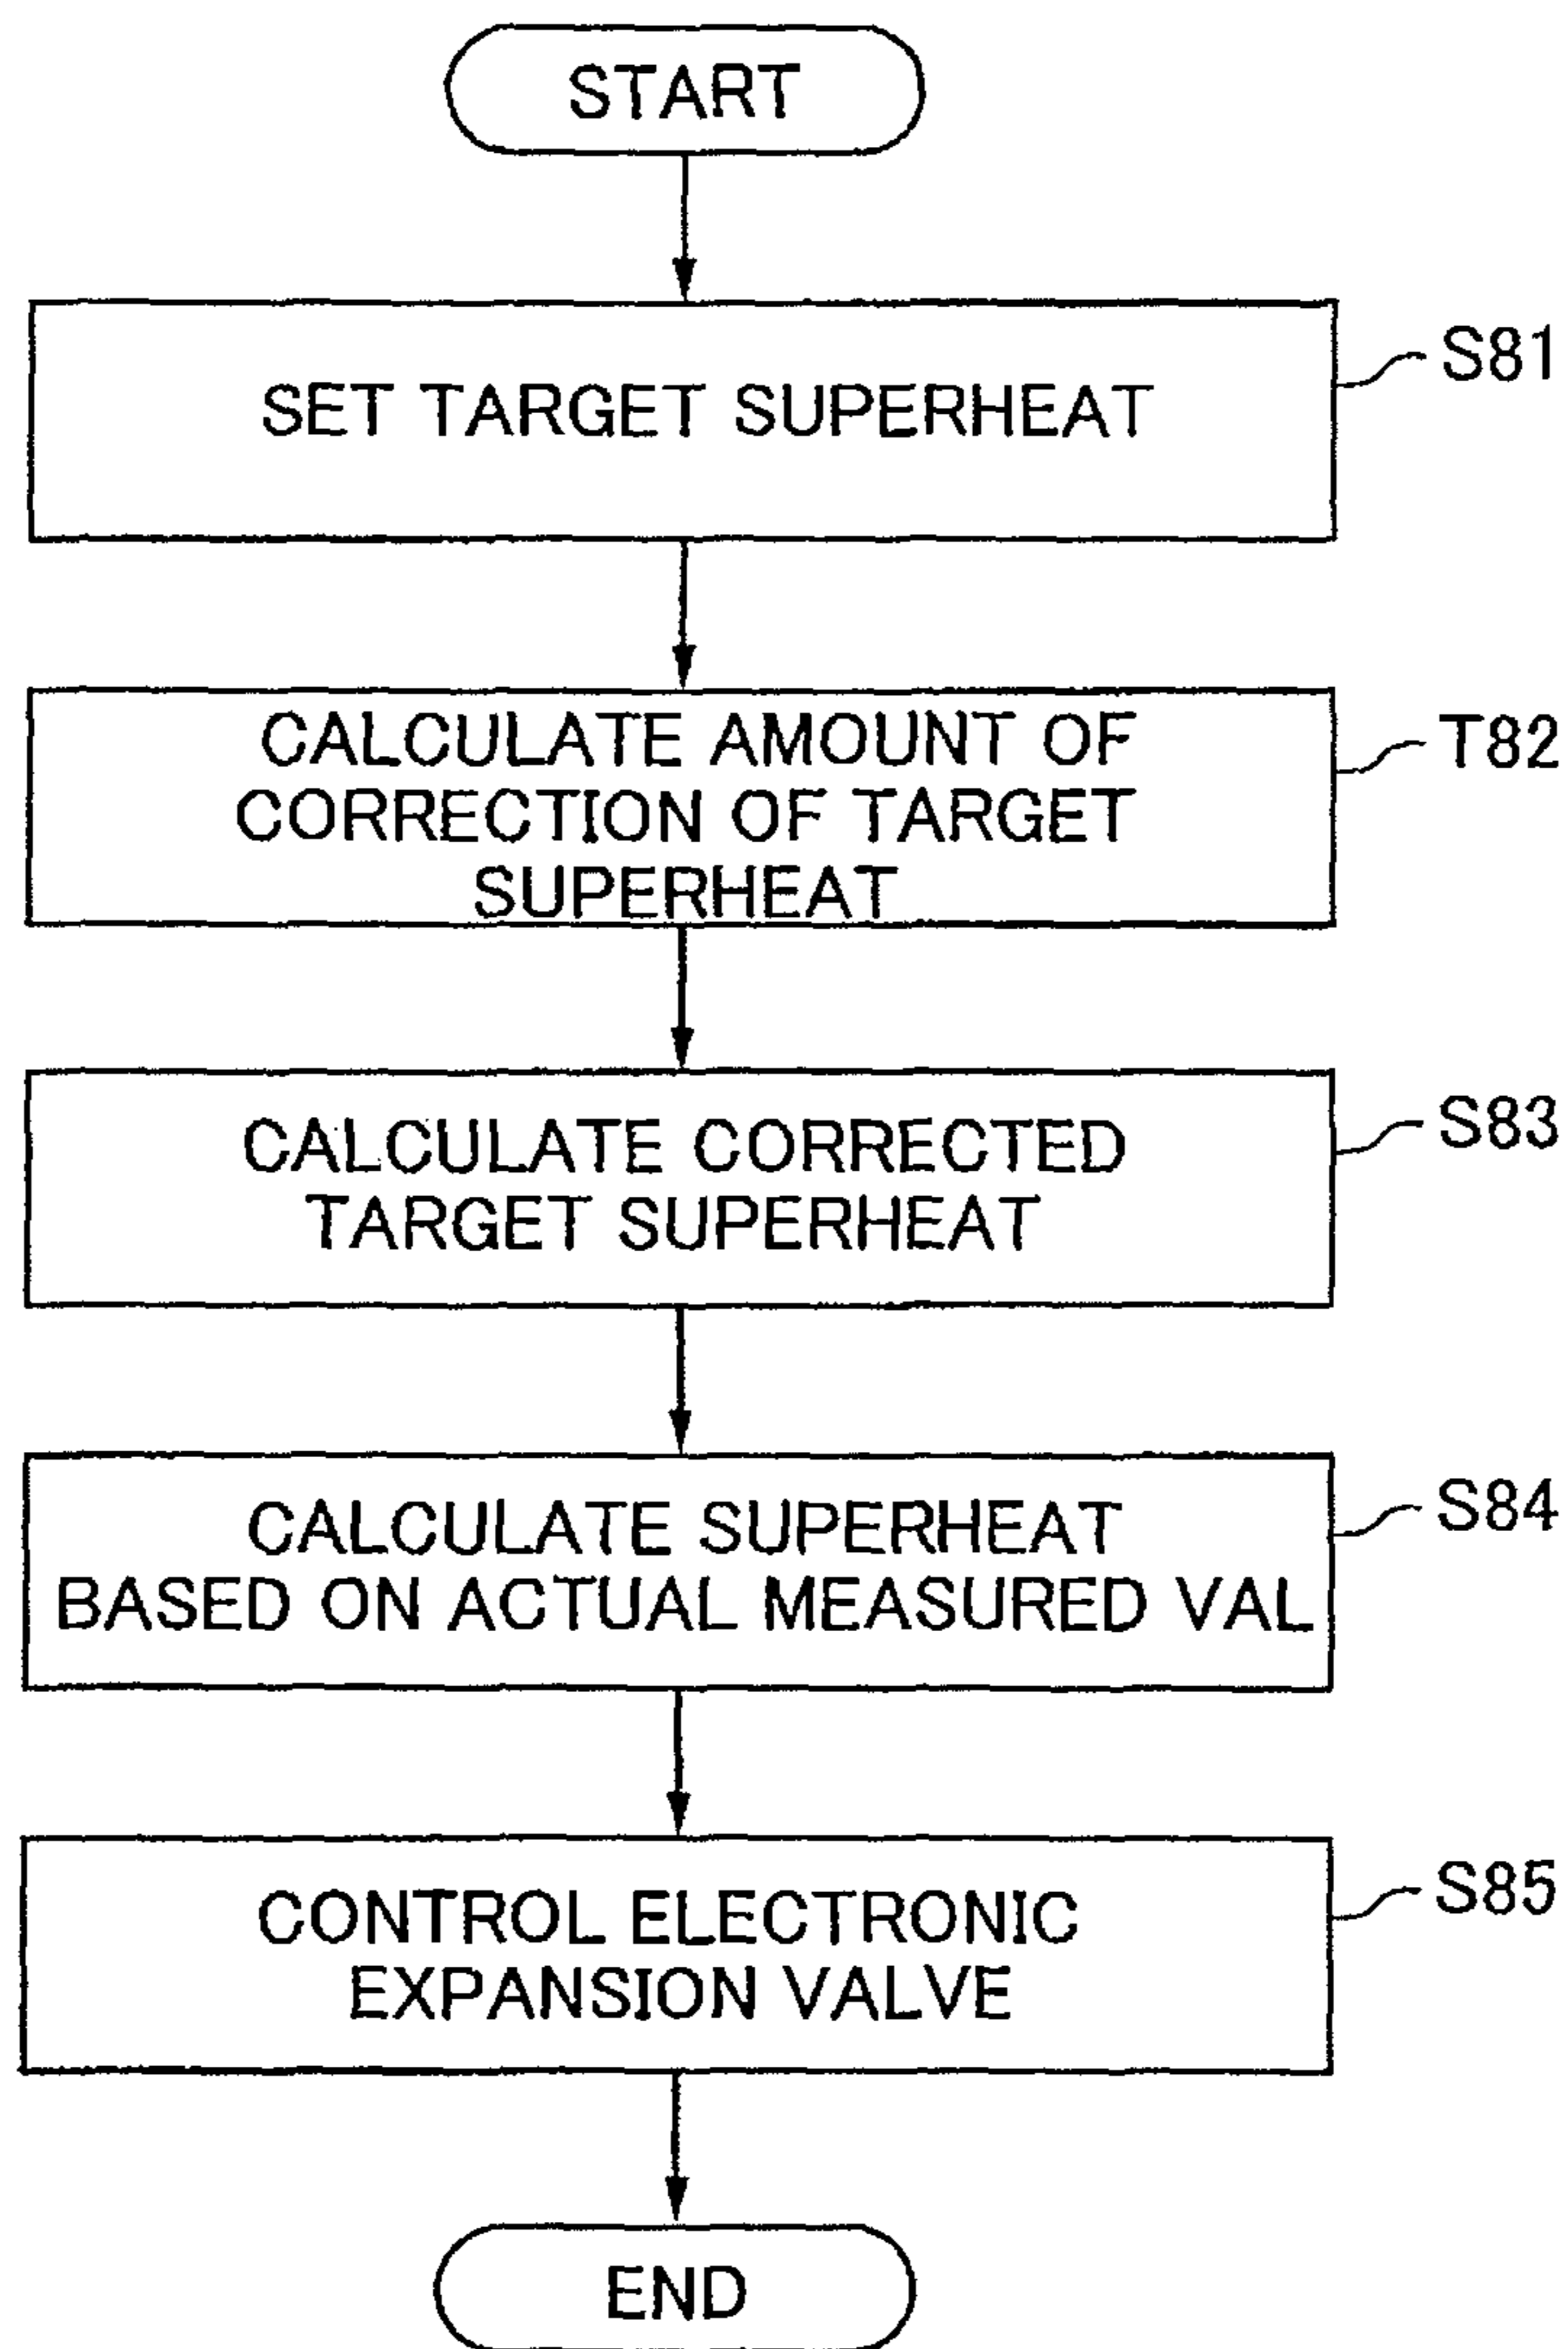 START
SET TARGET SUPERHEAT
S81
CALCULATE AMOUNT OF
CORRECTION OF TARGET
SUPERHEAT
T82
CALCULATE CORRECTED
TARGET SUPERHEAT
S83
CALCULATE SUPERHEAT
BASED ON ACTUAL MEASURED VAL
S84
CONTROL ELECTRONIC
EXPANSION VALVE
S85
END